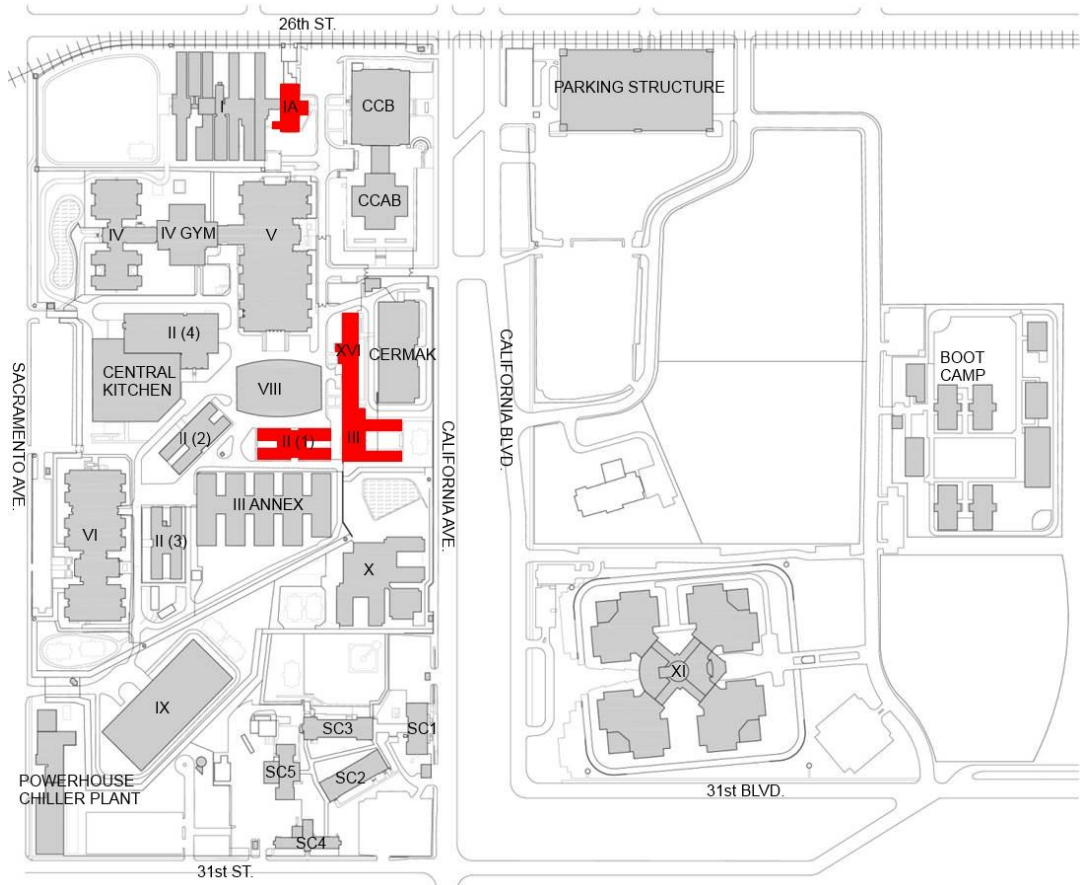 26th ST.
I
IA
CCB
PARKING STRUCTURE
CCAB
IV
IV GYM
V
II (4)
XVI
CERMAK
CENTRAL
KITCHEN
VIII
SACRAMENTO AVE.
CALIFORNIA BLVD.
BOOT
CAMP
II (2)
II (1)
III
CALIFORNIA AVE.
III ANNEX
VI
II (3)
X
XI
IX
SC3
SC1
SC5
SC2
POWERHOUSE
CHILLER PLANT
31st BLVD.
SC4
31st ST.